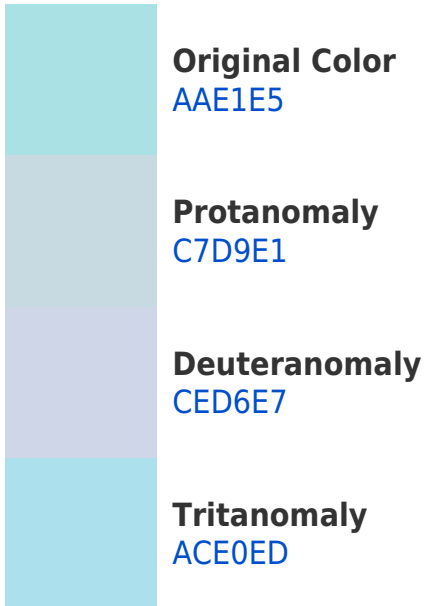 Original Color
AAE1E5
Protanomaly
C7D9E1
Deuteranomaly
CED6E7
Tritanomaly
ACE0ED